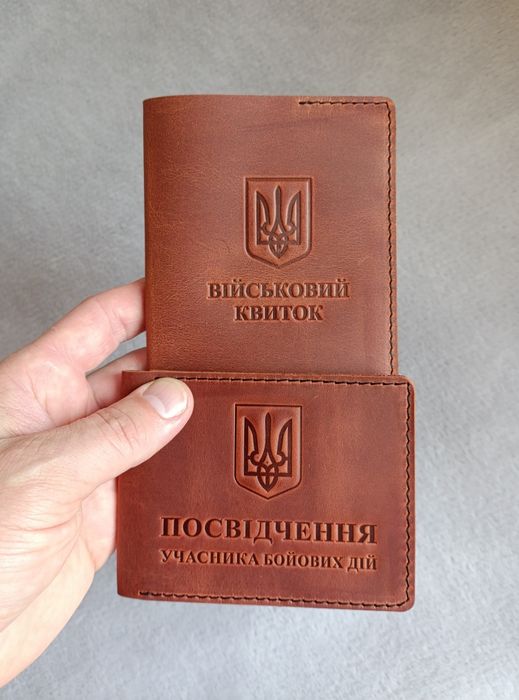 ВІЙСЬКОВИЙ
КВИТОК
ПОСВІДЧЕННЯ
УЧАСНИКА БОЙОВИХ ДІЙ